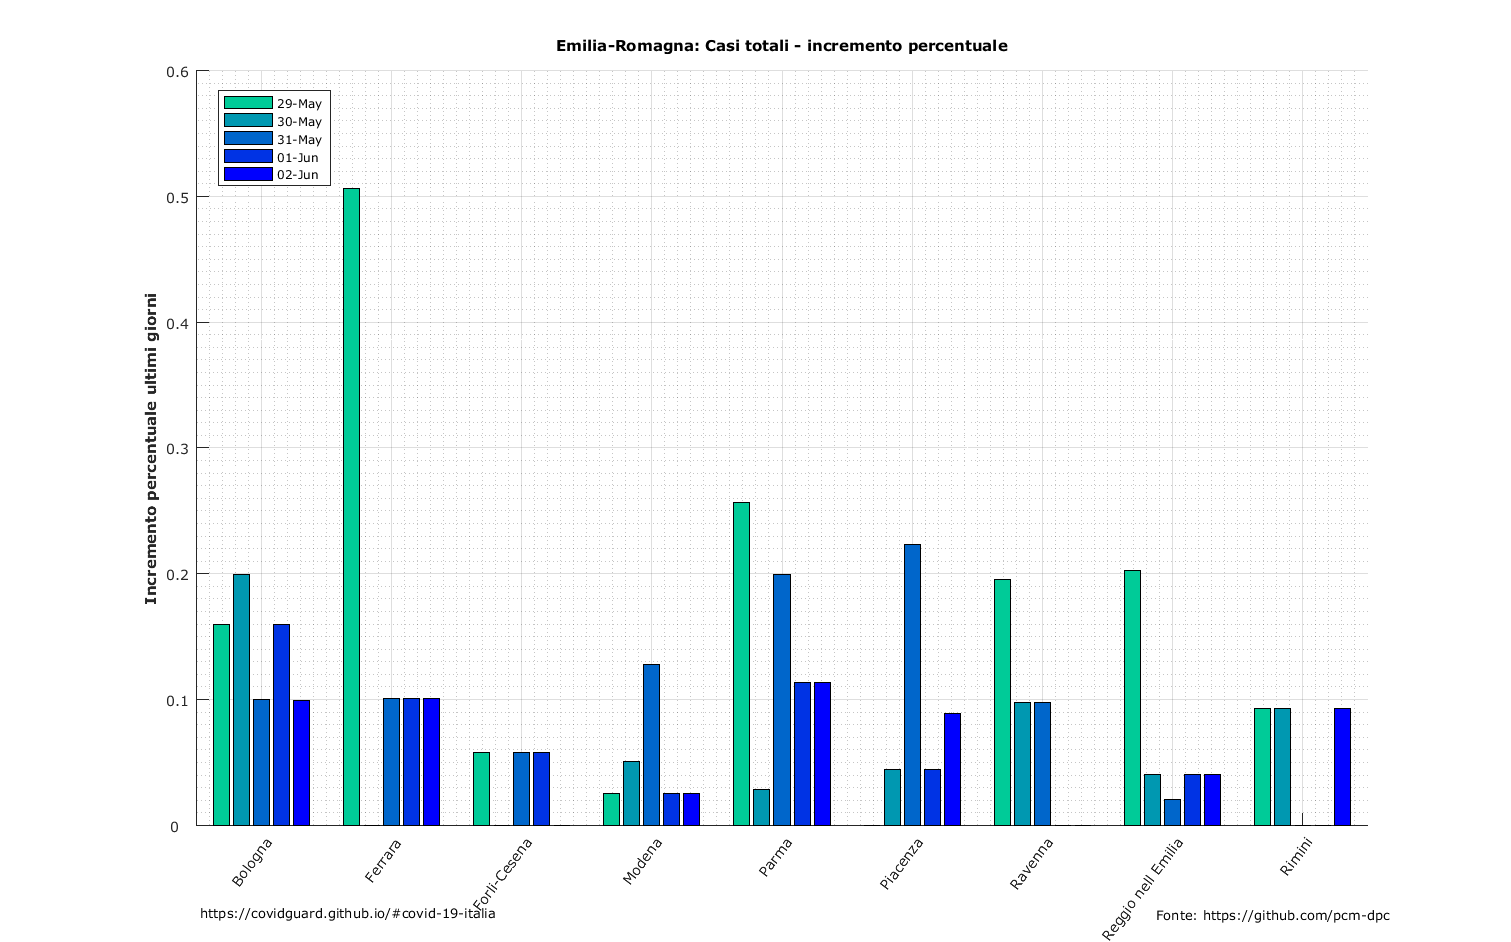 Emilia-Romagna: Casi totali - incremento percentuale
Incremento percentuale ultimi giorni
0.6
0.5
0.4
0.3
0.2
0.1
0
29-May
30-May
31-May
01-Jun
02-Jun
Bologna
Ferrara
Forlì-Cesena
Modena
Parma
Piacenza
Ravenna
Reggio nell Emilia
Rimini
https://covidguard.github.io/#covid-19-italia
Fonte: https://github.com/pcm-dpc